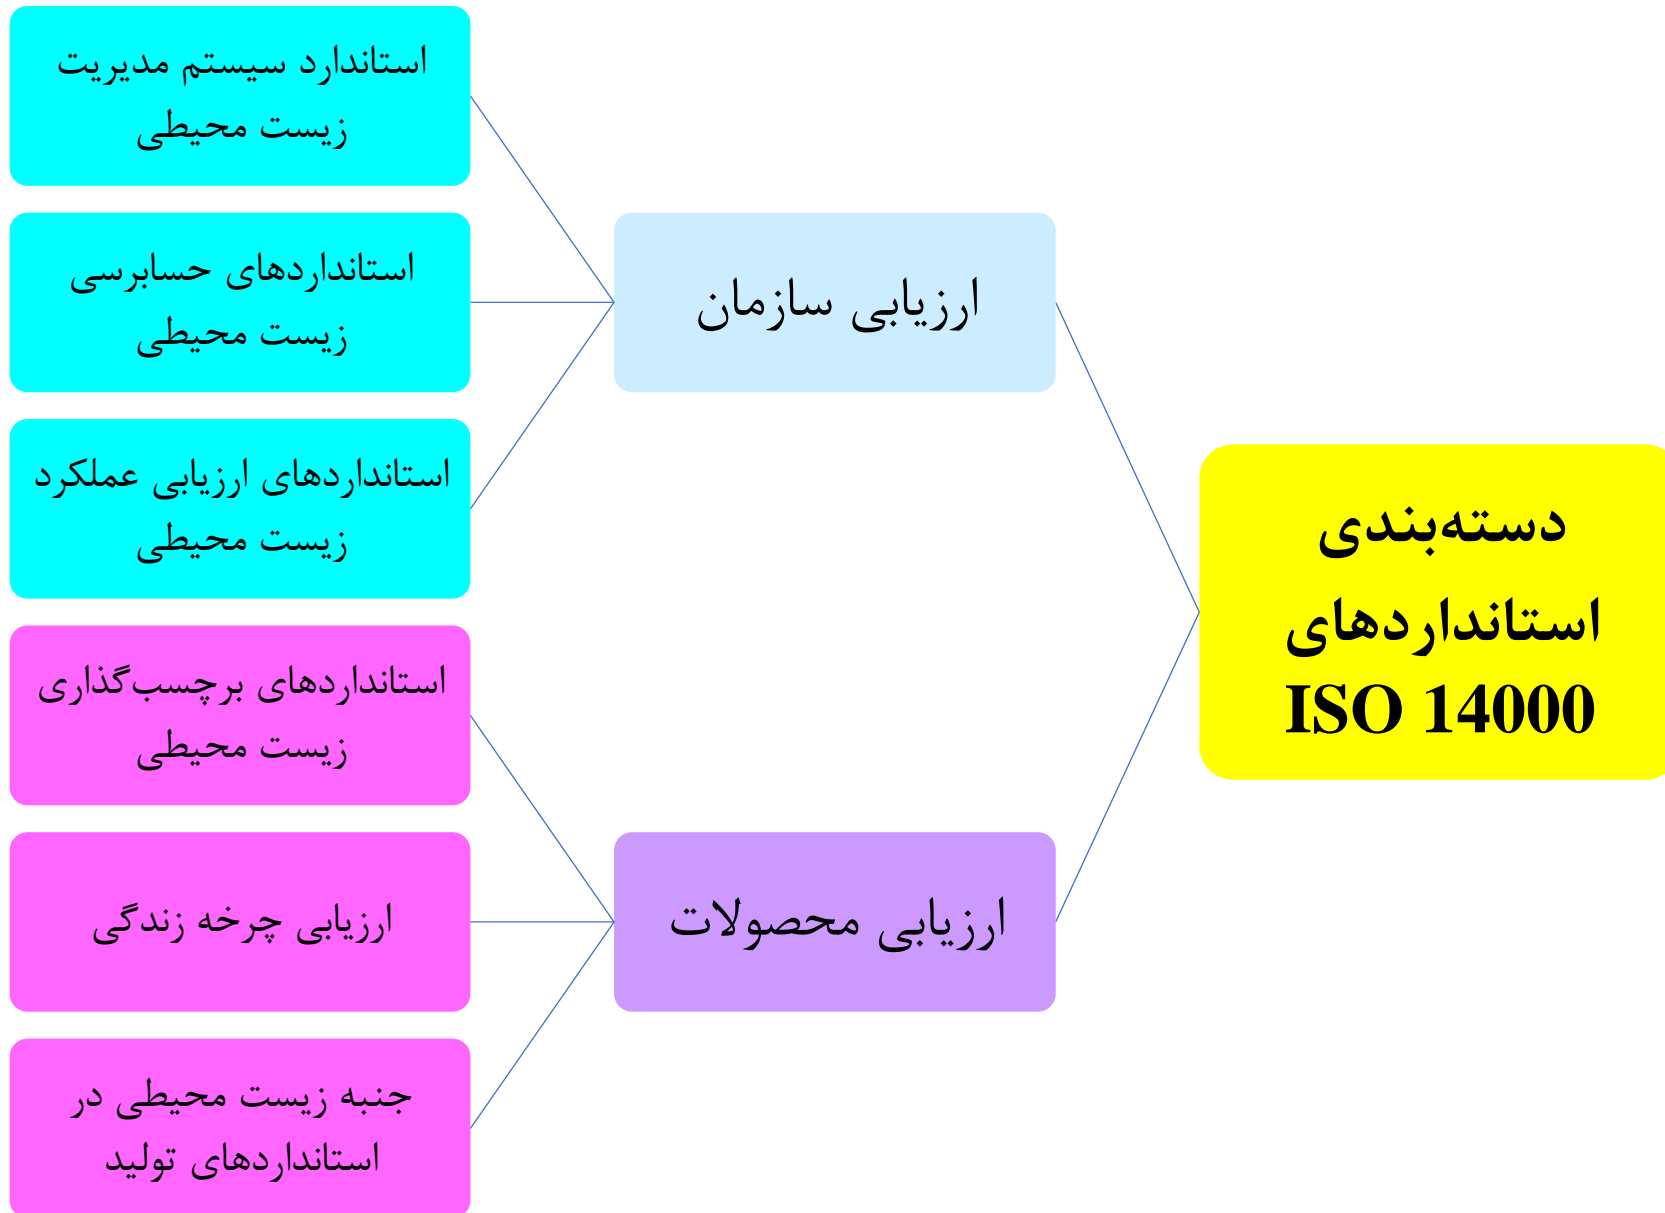 دسته‌بندی
استانداردهای
ISO 14000
ارزیابی سازمان
استاندارد سیستم مدیریت
زیست محیطی
استانداردهای حسابرسی
زیست محیطی
استانداردهای ارزیابی عملکرد
زیست محیطی
ارزیابی محصولات
استانداردهای برچسب‌گذاری
زیست محیطی
ارزیابی چرخه زندگی
جنبه زیست محیطی در
استانداردهای تولید